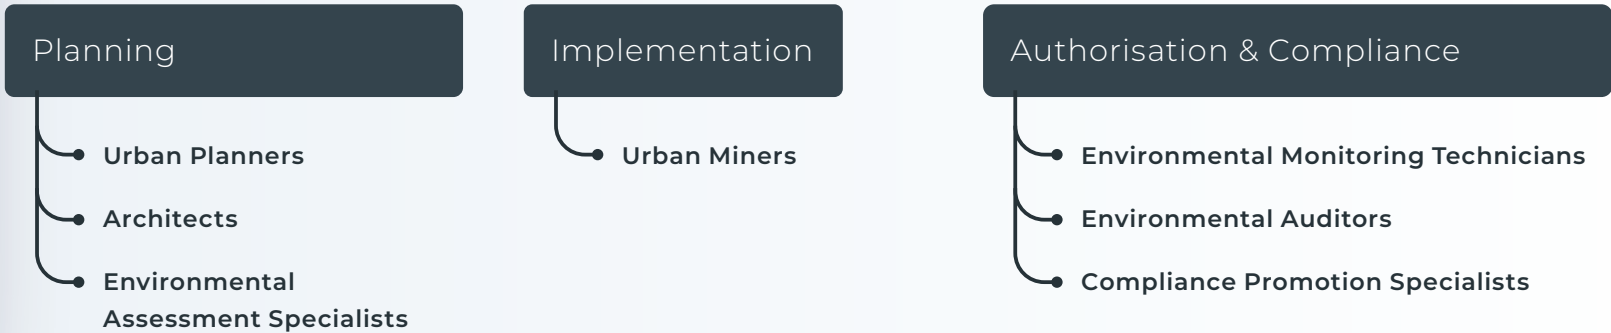 Planning
Urban Planners
Architects
Environmental
Assessment Specialists
Implementation
Urban Miners
Authorisation & Compliance
Environmental Monitoring Technicians
Environmental Auditors
Compliance Promotion Specialists